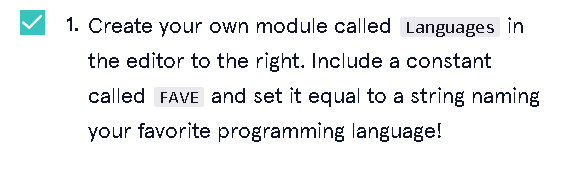 1. Create your own module called Languages in
the editor to the right. Include a constant
called FAVE and set it equal to a string naming
your favorite programming language!